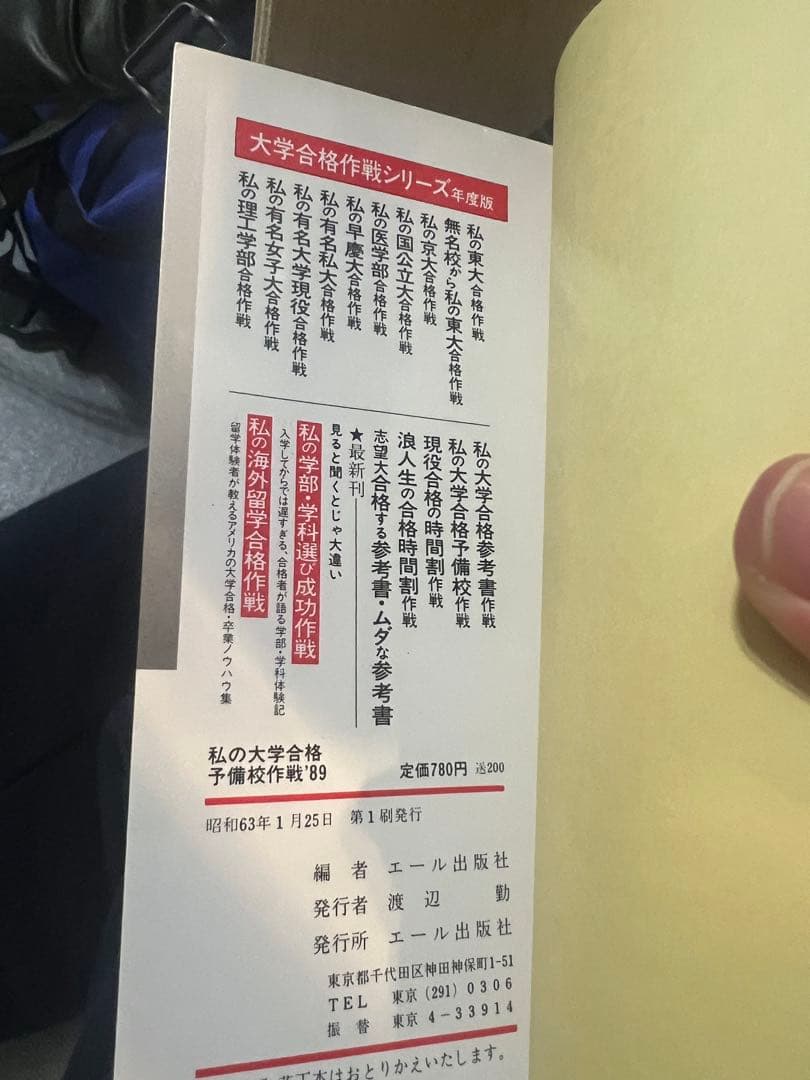 大学合格作戦シリーズ年度版
私の東大合格作戦
無名校から私の東大合格作戦
私の京大合格作戦
私の国公立大合格作戦
私の医学部合格作戦
私の早慶大合格作戦
私の有名私大合格作戦
私の有名大学現役合格作戦
私の有名女子大合格作戦
私の理工学部合格作戦
私の大学合格参考書作戦
私の大学合格予備校作戦
現役合格の時間割作戦
浪人生の合格時間割作戦
志望大合格する参考書・ムダな参考書
★最新刊
見ると聞くとじゃ大違い
私の学部・学科選び成功作戦
入学してからでは遅すぎる、合格者が語る学部・学科体験記
私の海外留学合格作戦
留学体験者が教えるアメリカの大学合格・卒業ノウハウ集
私の大学合格
予備校作戦'89
定価780円 送200
昭和63年1月25日 第1刷発行
編者 エール出版社
発行者 渡辺 勤
発行所 エール出版社
東京都千代田区神田神保町1-51
TEL 東京(291)0306
振替 東京4-33914
丁本はおとりかえいたします。